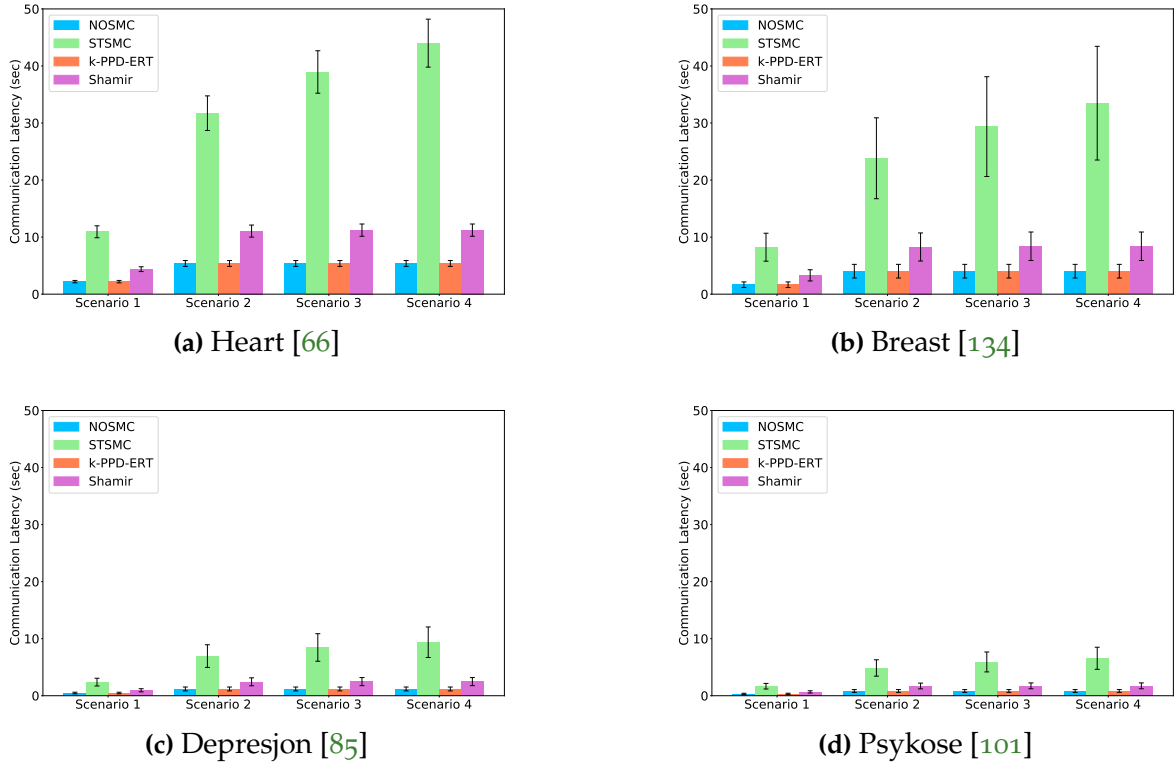 50
40
30
20
10
0
Communication Latency (sec)
NOSMC
STSMC
k-PPD-ERT
Shamir
Scenario 1 Scenario 2 Scenario 3 Scenario 4
(a) Heart [66]
50
40
30
20
10
0
Communication Latency (sec)
NOSMC
STSMC
k-PPD-ERT
Shamir
Scenario 1 Scenario 2 Scenario 3 Scenario 4
(b) Breast [134]
50
40
30
20
10
0
Communication Latency (sec)
NOSMC
STSMC
k-PPD-ERT
Shamir
Scenario 1 Scenario 2 Scenario 3 Scenario 4
(c) Depresjon [85]
50
40
30
20
10
0
Communication Latency (sec)
NOSMC
STSMC
k-PPD-ERT
Shamir
Scenario 1 Scenario 2 Scenario 3 Scenario 4
(d) Psykose [101]